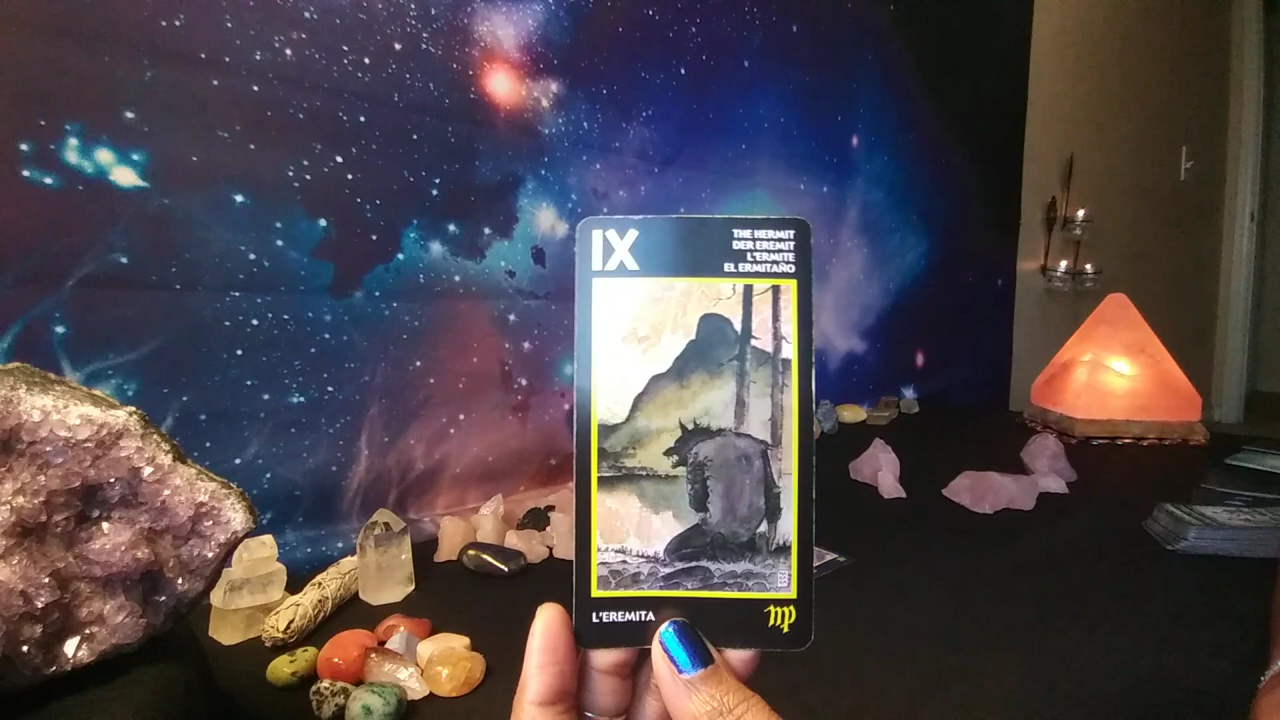 IX
THE HERMIT
DER EREMIT
L'ERMITE
EL ERMITAÑO
L'EREMITA